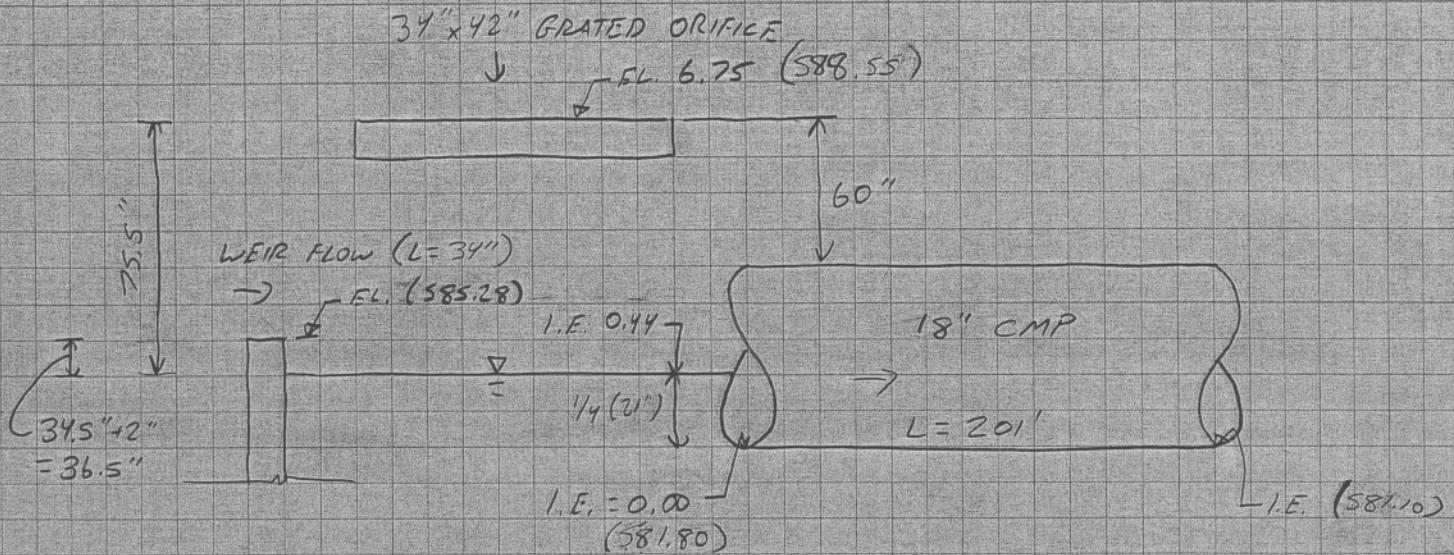 34" x 42" GRATED ORIFICE
EL. 6.75 (588.55)
75.5"
60"
WEIR FLOW (L=34")
EL. (585.28)
I.E. 0.44
18" CMP
1/4 (21")
L = 201'
34.5"+2"
= 36.5"
I.E. = 0.00
(581.80)
I.E. (581.10)